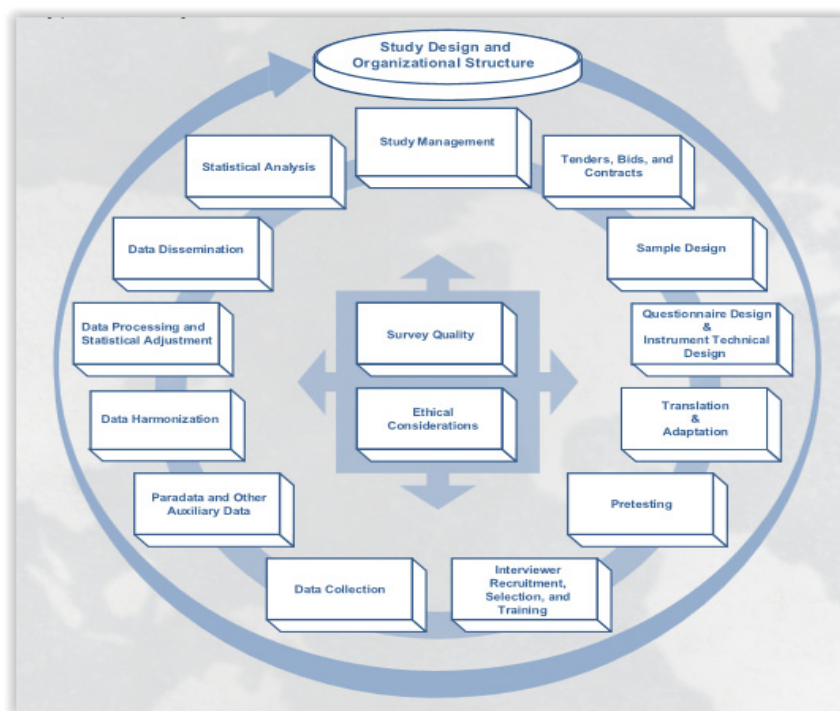 Study Design and
Organizational Structure
Study Management
Tenders, Bids, and
Contracts
Sample Design
Questionnaire Design
&
Instrument Technical
Design
Translation
&
Adaptation
Pretesting
Interviewer
Recruitment,
Selection, and
Training
Data Collection
Paradata and Other
Auxiliary Data
Data Harmonization
Data Processing and
Statistical Adjustment
Data Dissemination
Statistical Analysis
Survey Quality
Ethical
Considerations